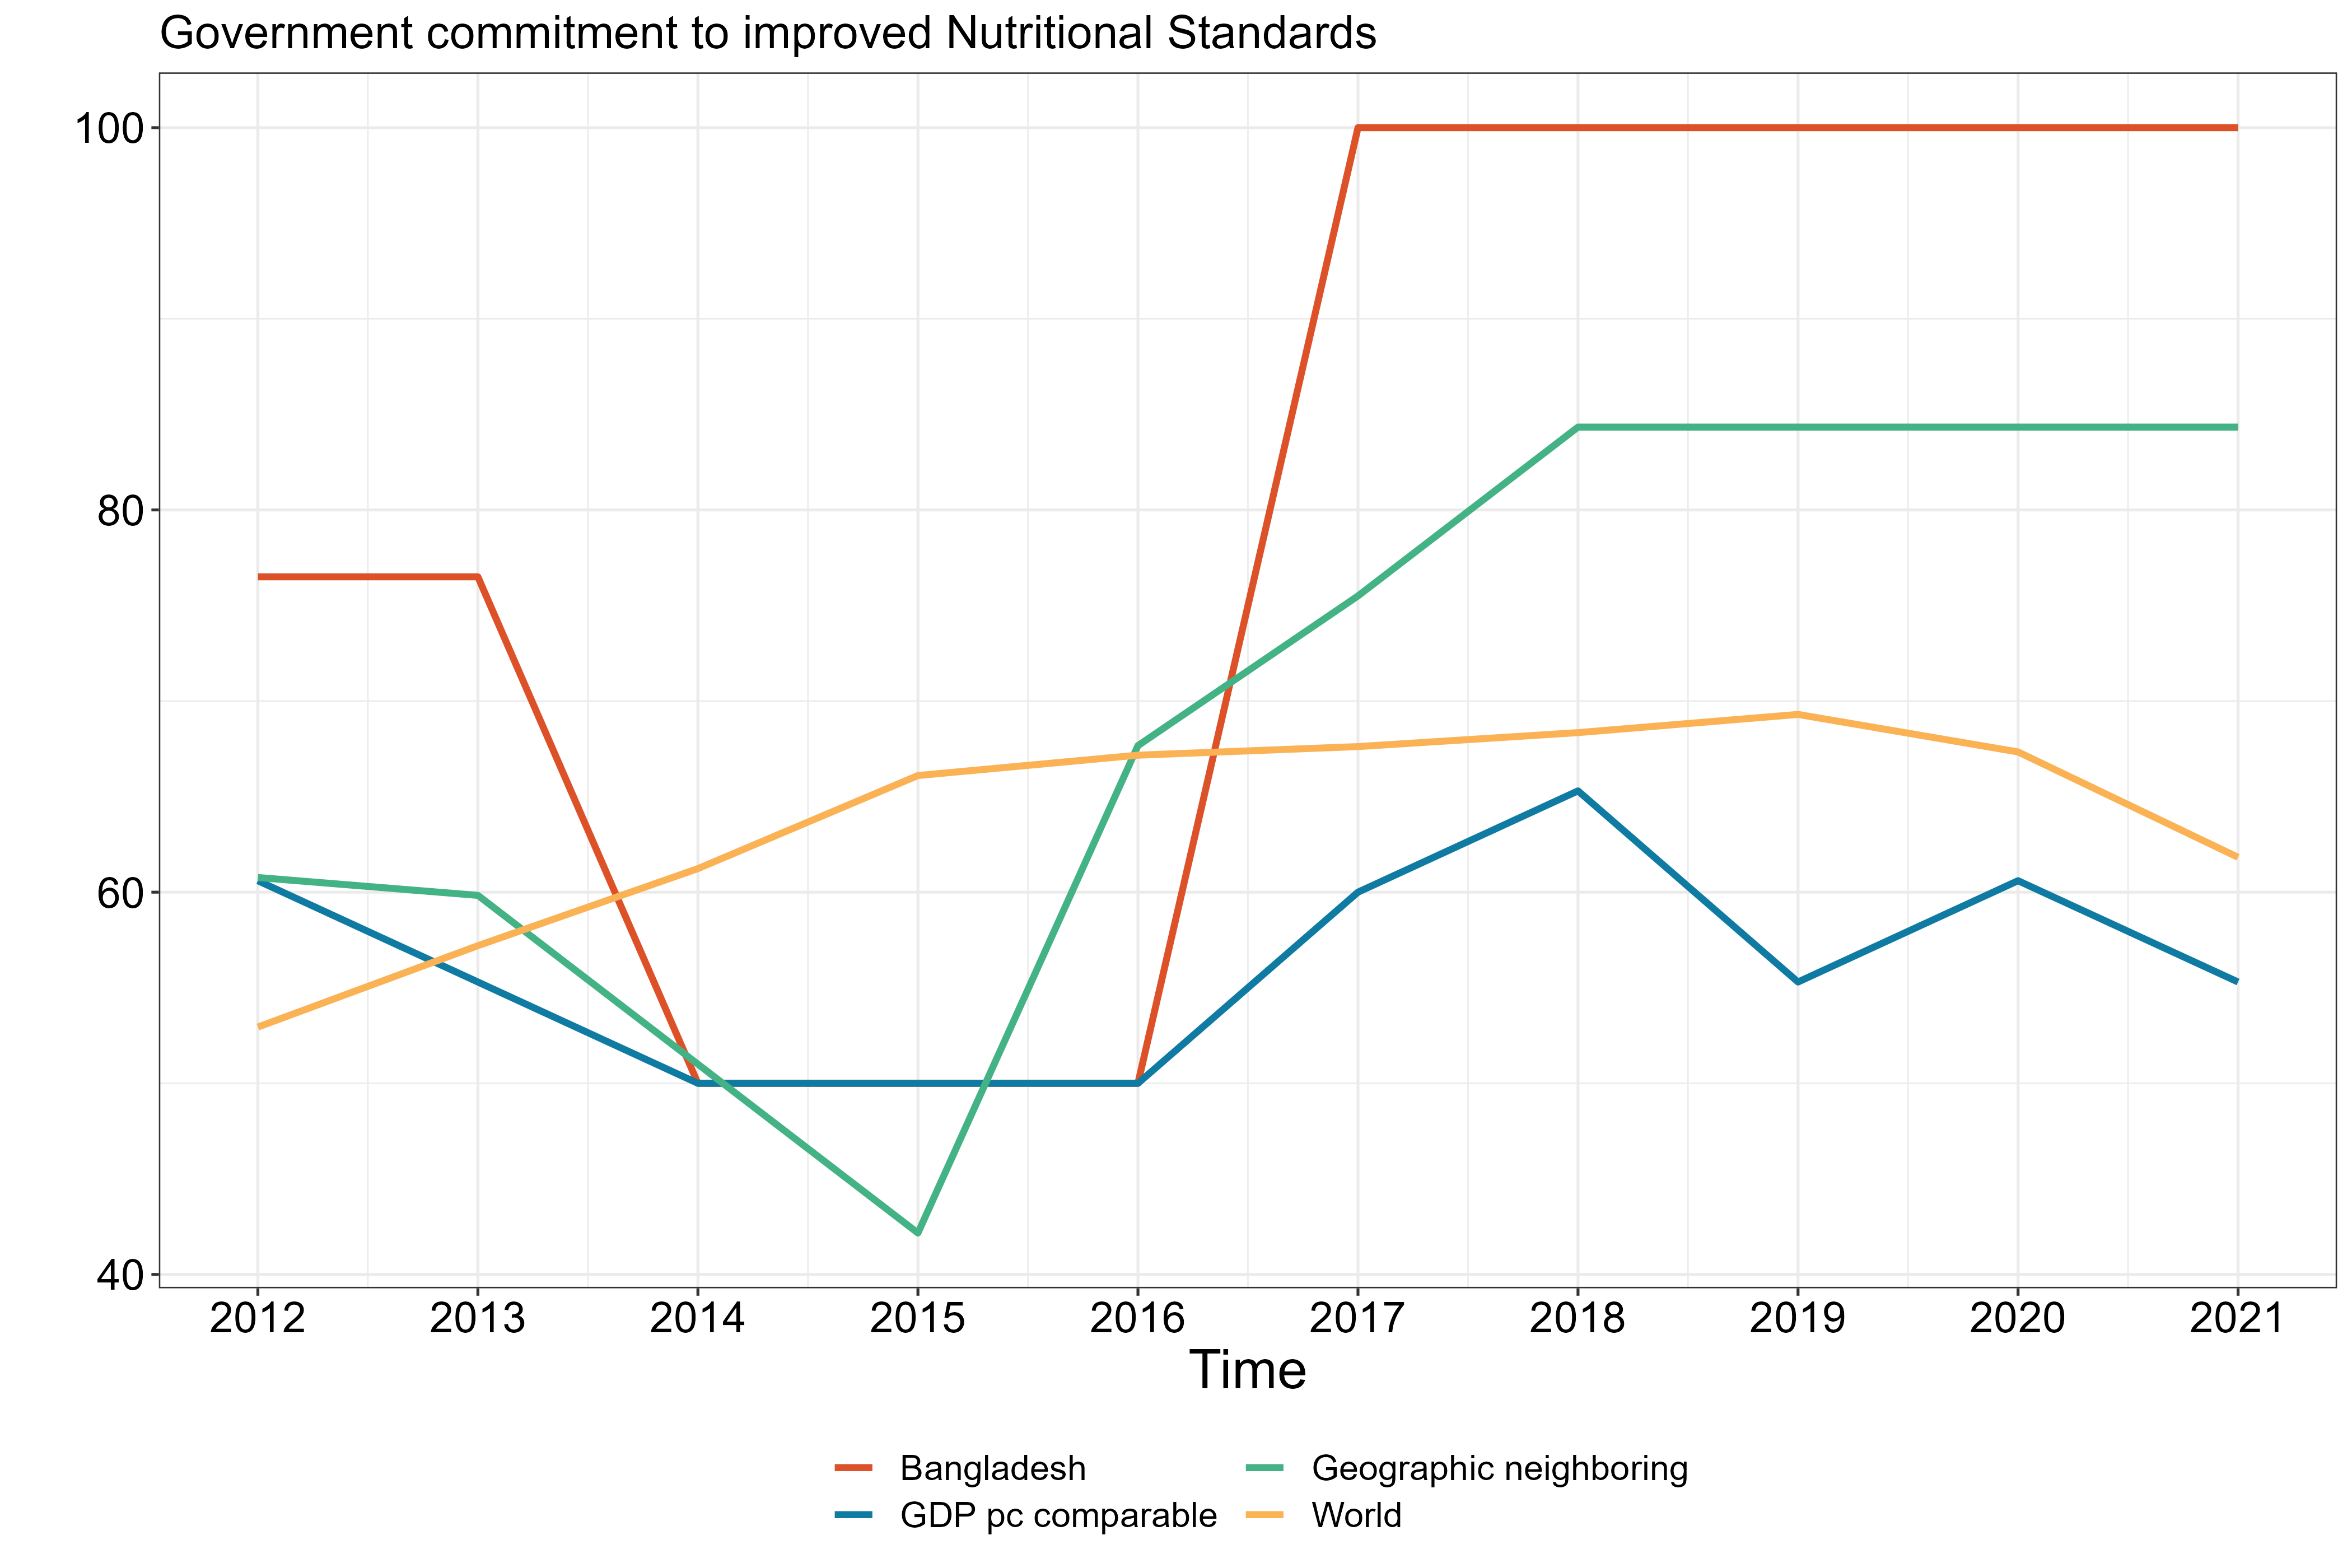 Government commitment to improved Nutritional Standards
100
80
60
40
2012 2013 2014 2015 2016 2017 2018 2019 2020 2021
Time
Bangladesh Geographic neighboring
GDP pc comparable World